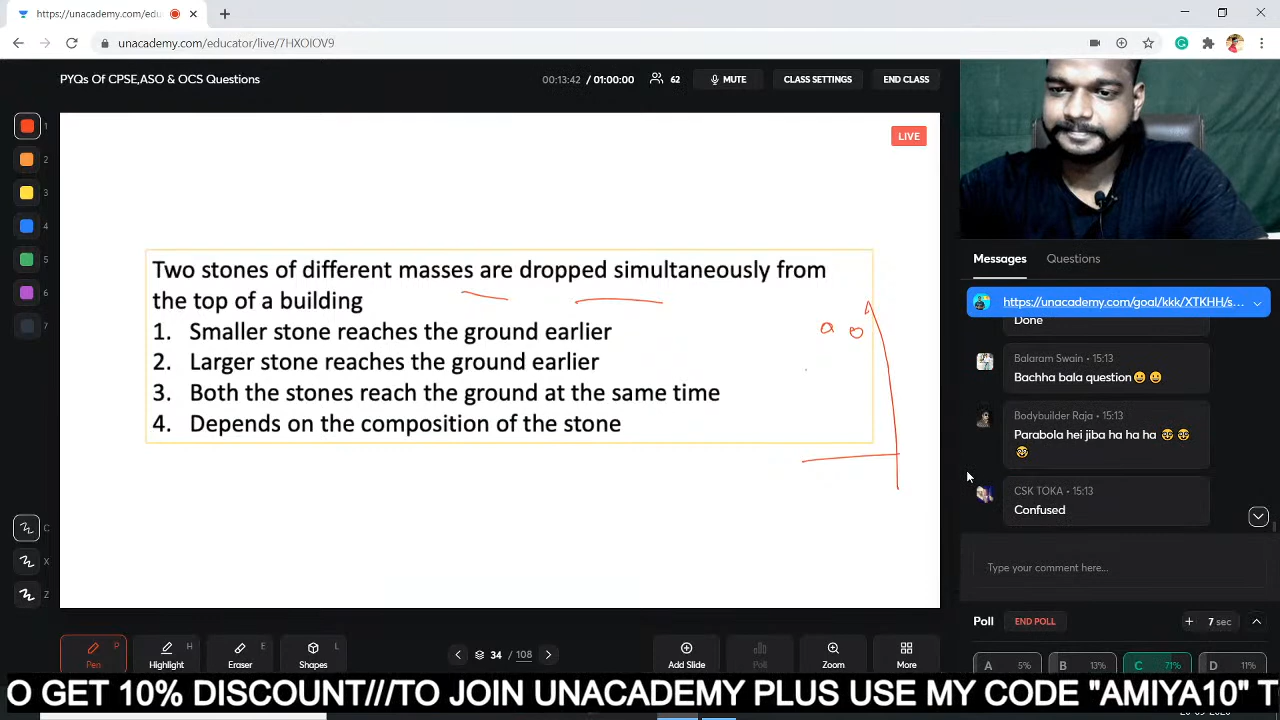 https://unacademy.com/edu
https://unacademy.com/educator/live/7HXOIOV9
PYQs Of CPSE,ASO & OCS Questions
00:13:42 / 01:00:00
62
MUTE
CLASS SETTINGS
END CLASS
LIVE
1
2
3
4
5
6
7
Two stones of different masses are dropped simultaneously from
the top of a building
1. Smaller stone reaches the ground earlier
2. Larger stone reaches the ground earlier
3. Both the stones reach the ground at the same time
4. Depends on the composition of the stone
C
X
Z
Messages
Questions
https://unacademy.com/goal/kkk/XTKHH/s...
Done
Balaram Swain • 15:13
Bachha bala question😀 😀
Bodybuilder Raja • 15:13
Parabola hei jiba ha ha ha 🤓 🤓
🤓
CSK TOKA • 15:13
Confused
Type your comment here...
Poll
END POLL
+ 7 sec
A 5%
B 13%
C 71%
D 11%
P
Pen
H
Highlight
E
Eraser
L
Shapes
34 / 108
Add Slide
Poll
Zoom
More
O GET 10% DISCOUNT///TO JOIN UNACADEMY PLUS USE MY CODE "AMIYA10" T